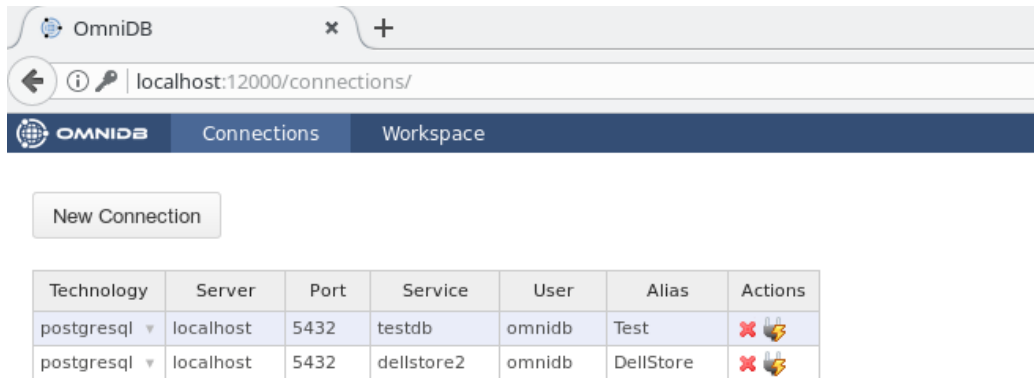 OmniDB
localhost:12000/connections/
OMNIDB Connections Workspace
New Connection
Technology Server Port Service User Alias Actions
postgresql localhost 5432 testdb omnidb Test
postgresql localhost 5432 dellstore2 omnidb DellStore